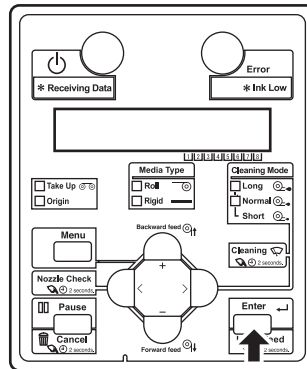 Error
* Receiving Data
* Ink Low
1 2 3 4 5 6 7 8
Media Type
Cleaning Mode
Take Up
Roll
Long
Origin
Rigid
Normal
Short
Menu
Backward feed
Cleaning
2 seconds.
Nozzle Check
2 seconds.
+
< >
−
Pause
Enter
Cancel
2 seconds.
Forward feed
2 seconds.